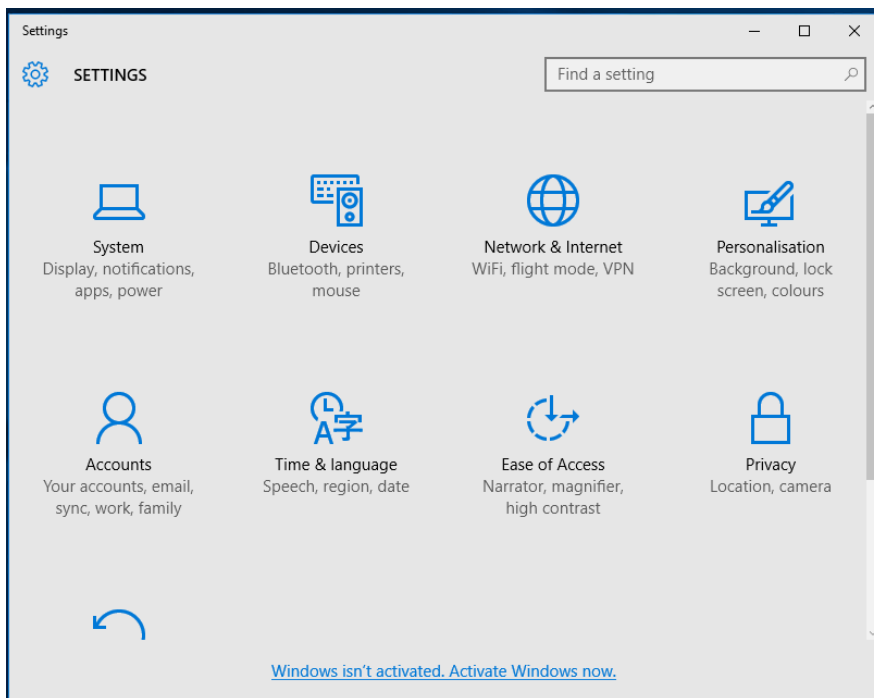 Settings
SETTINGS
Find a setting
System
Display, notifications,
apps, power
Devices
Bluetooth, printers,
mouse
Network & Internet
WiFi, flight mode, VPN
Personalisation
Background, lock
screen, colours
Accounts
Your accounts, email,
sync, work, family
Time & language
Speech, region, date
Ease of Access
Narrator, magnifier,
high contrast
Privacy
Location, camera
Windows isn't activated. Activate Windows now.